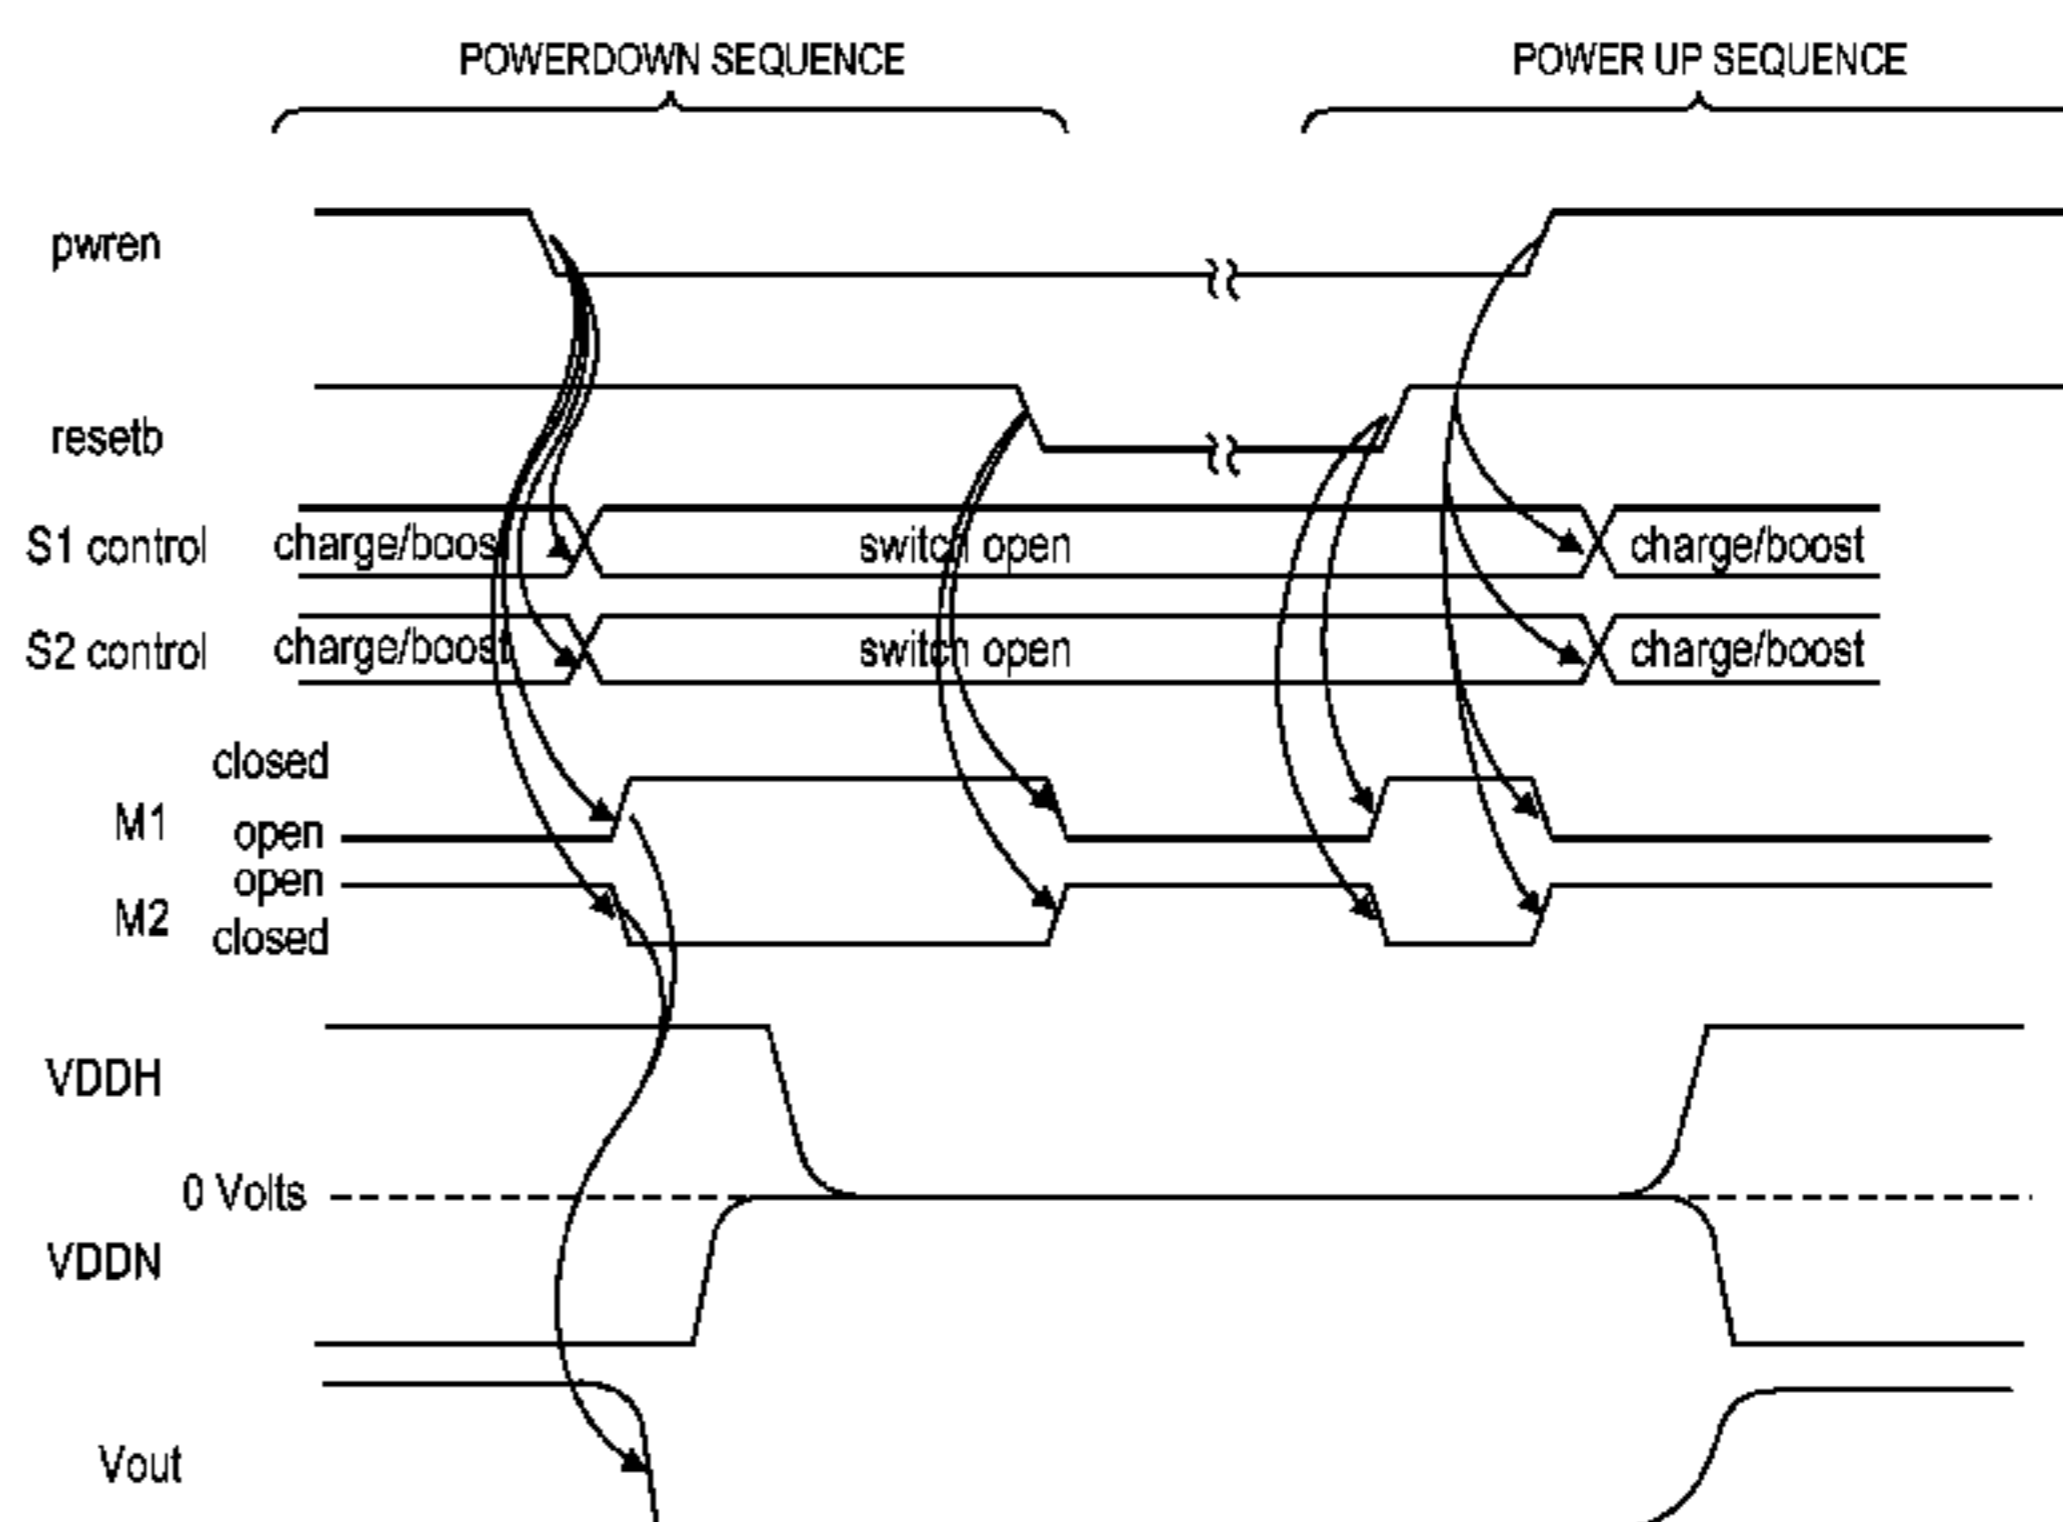 POWERDOWN SEQUENCE POWER UP SEQUENCE
pwren
resetb
S1 control charge/boost switch open charge/boost
S2 control charge/boost switch open charge/boost
closed
M1
open
open
M2
closed
VDDH
0 Volts
VDDN
Vout